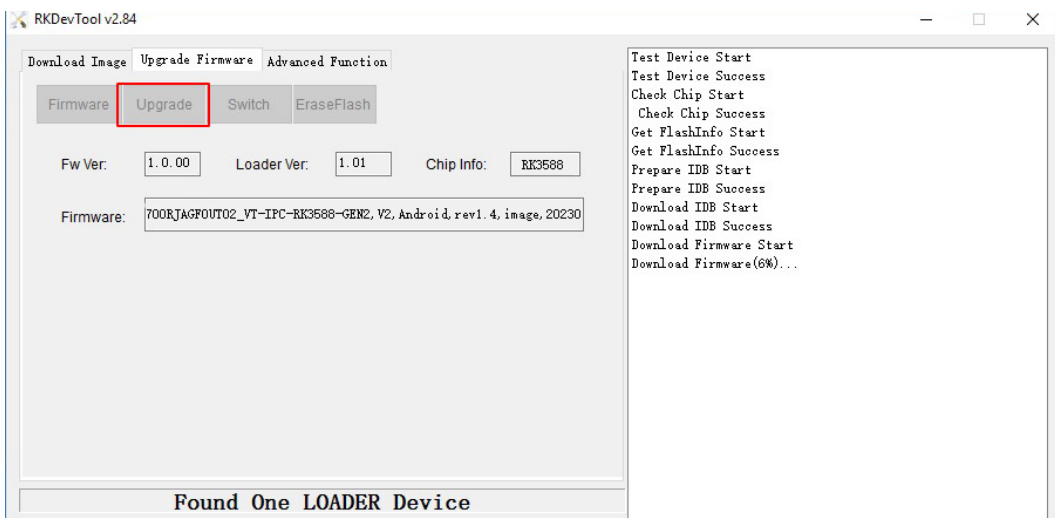 RKDevTool v2.84
Download Image Upgrade Firmware Advanced Function
Firmware Upgrade Switch EraseFlash
Fw Ver: 1.0.00 Loader Ver: 1.01 Chip Info: RK3588
Firmware: 700RJAGFOUT02_VT-IPC-RK3588-GEN2,V2,Android,rev1.4,image,20230
Found One LOADER Device
Test Device Start
Test Device Success
Check Chip Start
Check Chip Success
Get FlashInfo Start
Get FlashInfo Success
Prepare IDB Start
Prepare IDB Success
Download IDB Start
Download IDB Success
Download Firmware Start
Download Firmware(6%)...